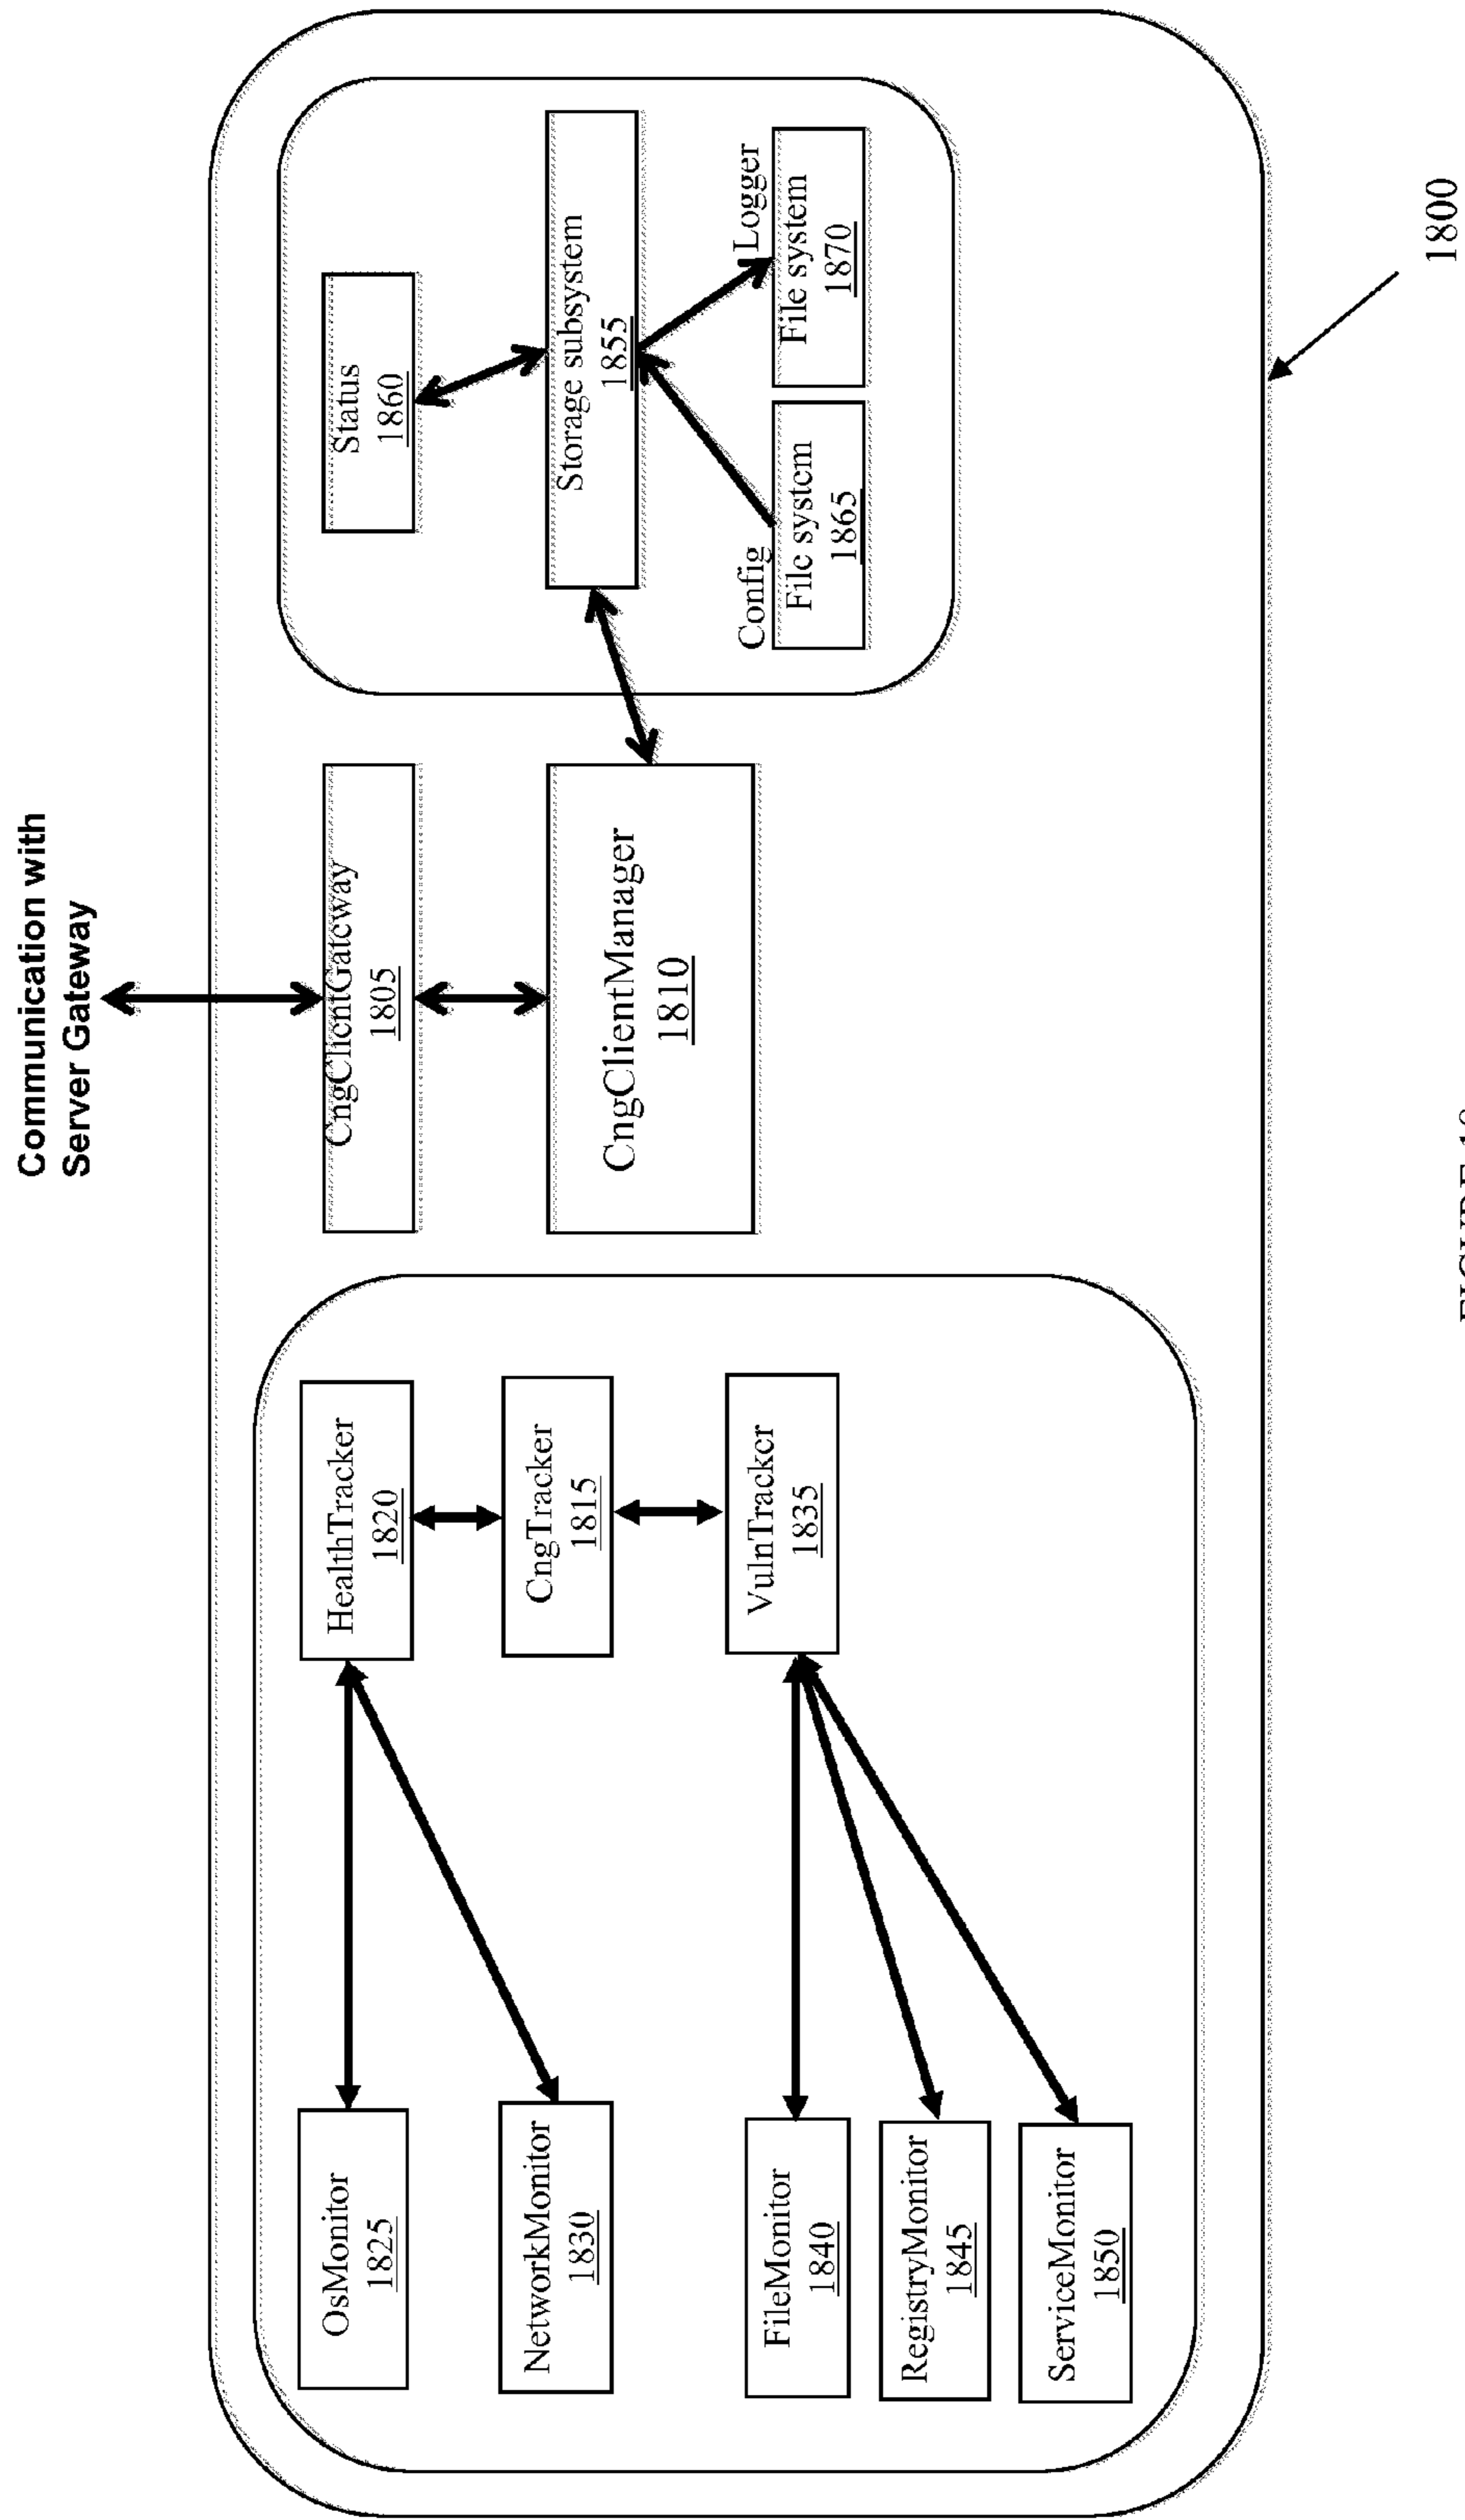 Communication with
Server Gateway
OsMonitor
1825
NetworkMonitor
1830
FileMonitor
1840
RegistryMonitor
1845
ServiceMonitor
1850
HealthTracker
1820
CngTracker
1815
VulnTracker
1835
CngClientGateway
1805
CngClientManager
1810
Status
1860
Storage subsystem
1855
Config
File system
1865
Logger
File system
1870
1800